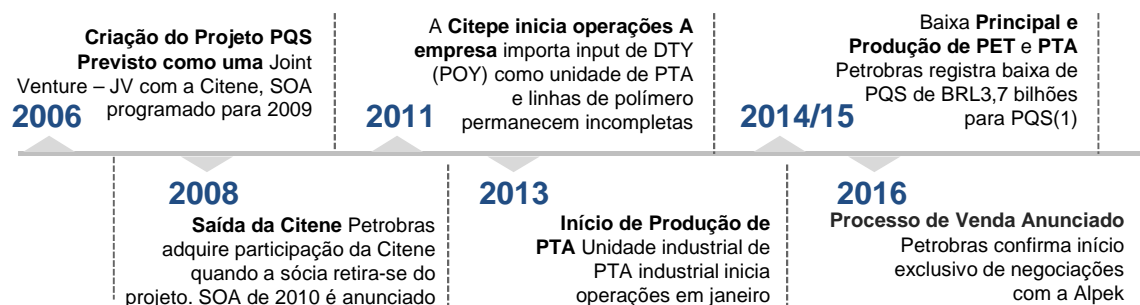 Criação do Projeto PQS
Previsto como uma Joint
Venture – JV com a Citene, SOA
programado para 2009
2006
2008
Saída da Citene Petrobras
adquire participação da Citene
quando a sócia retira-se do
projeto. SOA de 2010 é anunciado
A Citepe inicia operações A
empresa importa input de DTY
(POY) como unidade de PTA
e linhas de polímero
permanecem incompletas
2011
2013
Início de Produção de
PTA Unidade industrial de
PTA industrial inicia
operações em janeiro
Baixa Principal e
Produção de PET e PTA
Petrobras registra baixa de
PQS de BRL3,7 bilhões
para PQS(1)
2014/15
2016
Processo de Venda Anunciado
Petrobras confirma início
exclusivo de negociações
com a Alpek